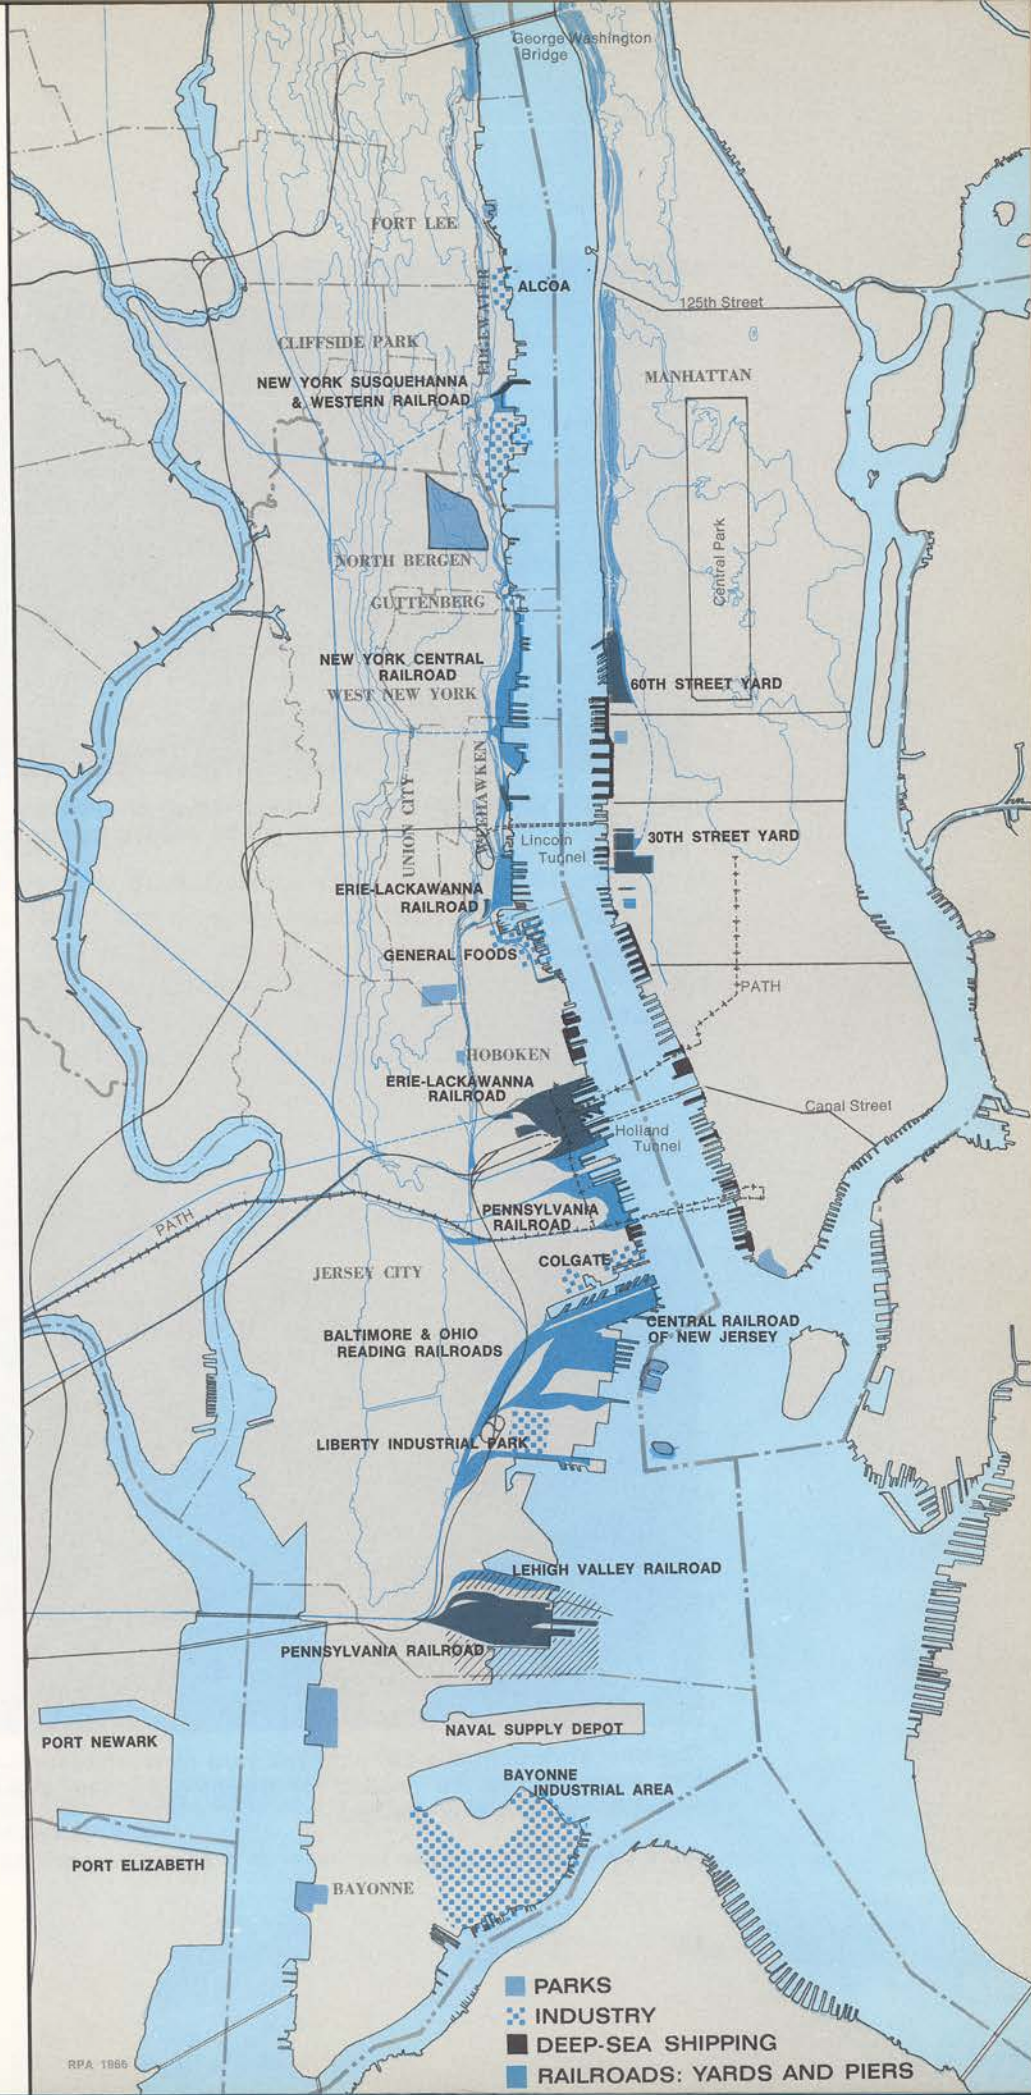 George Washington
Bridge
FORT LEE
EDGEWATER
ALCOA
125th Street
CLIFFSIDE PARK
MANHATTAN
NEW YORK SUSQUEHANNA
& WESTERN RAILROAD
Central Park
NORTH BERGEN
GUTTENBERG
NEW YORK CENTRAL
RAILROAD
WEST NEW YORK
60TH STREET YARD
UNION CITY
WEEHAWKEN
Lincoln
Tunnel
30TH STREET YARD
ERIE-LACKAWANNA
RAILROAD
GENERAL FOODS
PATH
HOBOKEN
ERIE-LACKAWANNA
RAILROAD
Canal Street
Holland
Tunnel
PATH
PENNSYLVANIA
RAILROAD
COLGATE
JERSEY CITY
CENTRAL RAILROAD
OF NEW JERSEY
BALTIMORE & OHIO
READING RAILROADS
LIBERTY INDUSTRIAL PARK
LEHIGH VALLEY RAILROAD
PENNSYLVANIA RAILROAD
NAVAL SUPPLY DEPOT
PORT NEWARK
BAYONNE
INDUSTRIAL AREA
PORT ELIZABETH
BAYONNE
PARKS
INDUSTRY
DEEP-SEA SHIPPING
RAILROADS: YARDS AND PIERS
RPA 1966